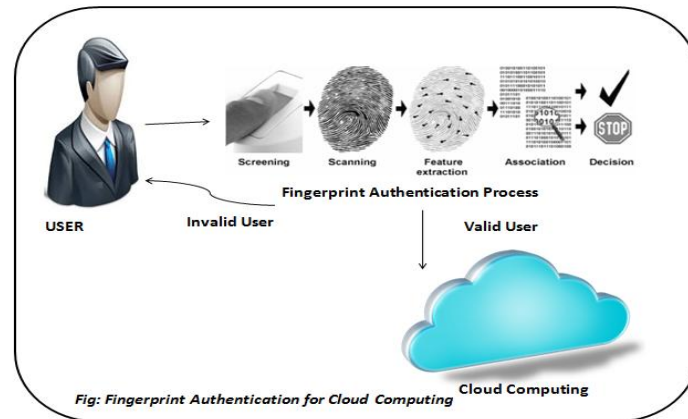 Screening
Scanning
Feature
extraction
Association
Decision
STOP
Fingerprint Authentication Process
USER
Invalid User
Valid User
Cloud Computing
Fig: Fingerprint Authentication for Cloud Computing